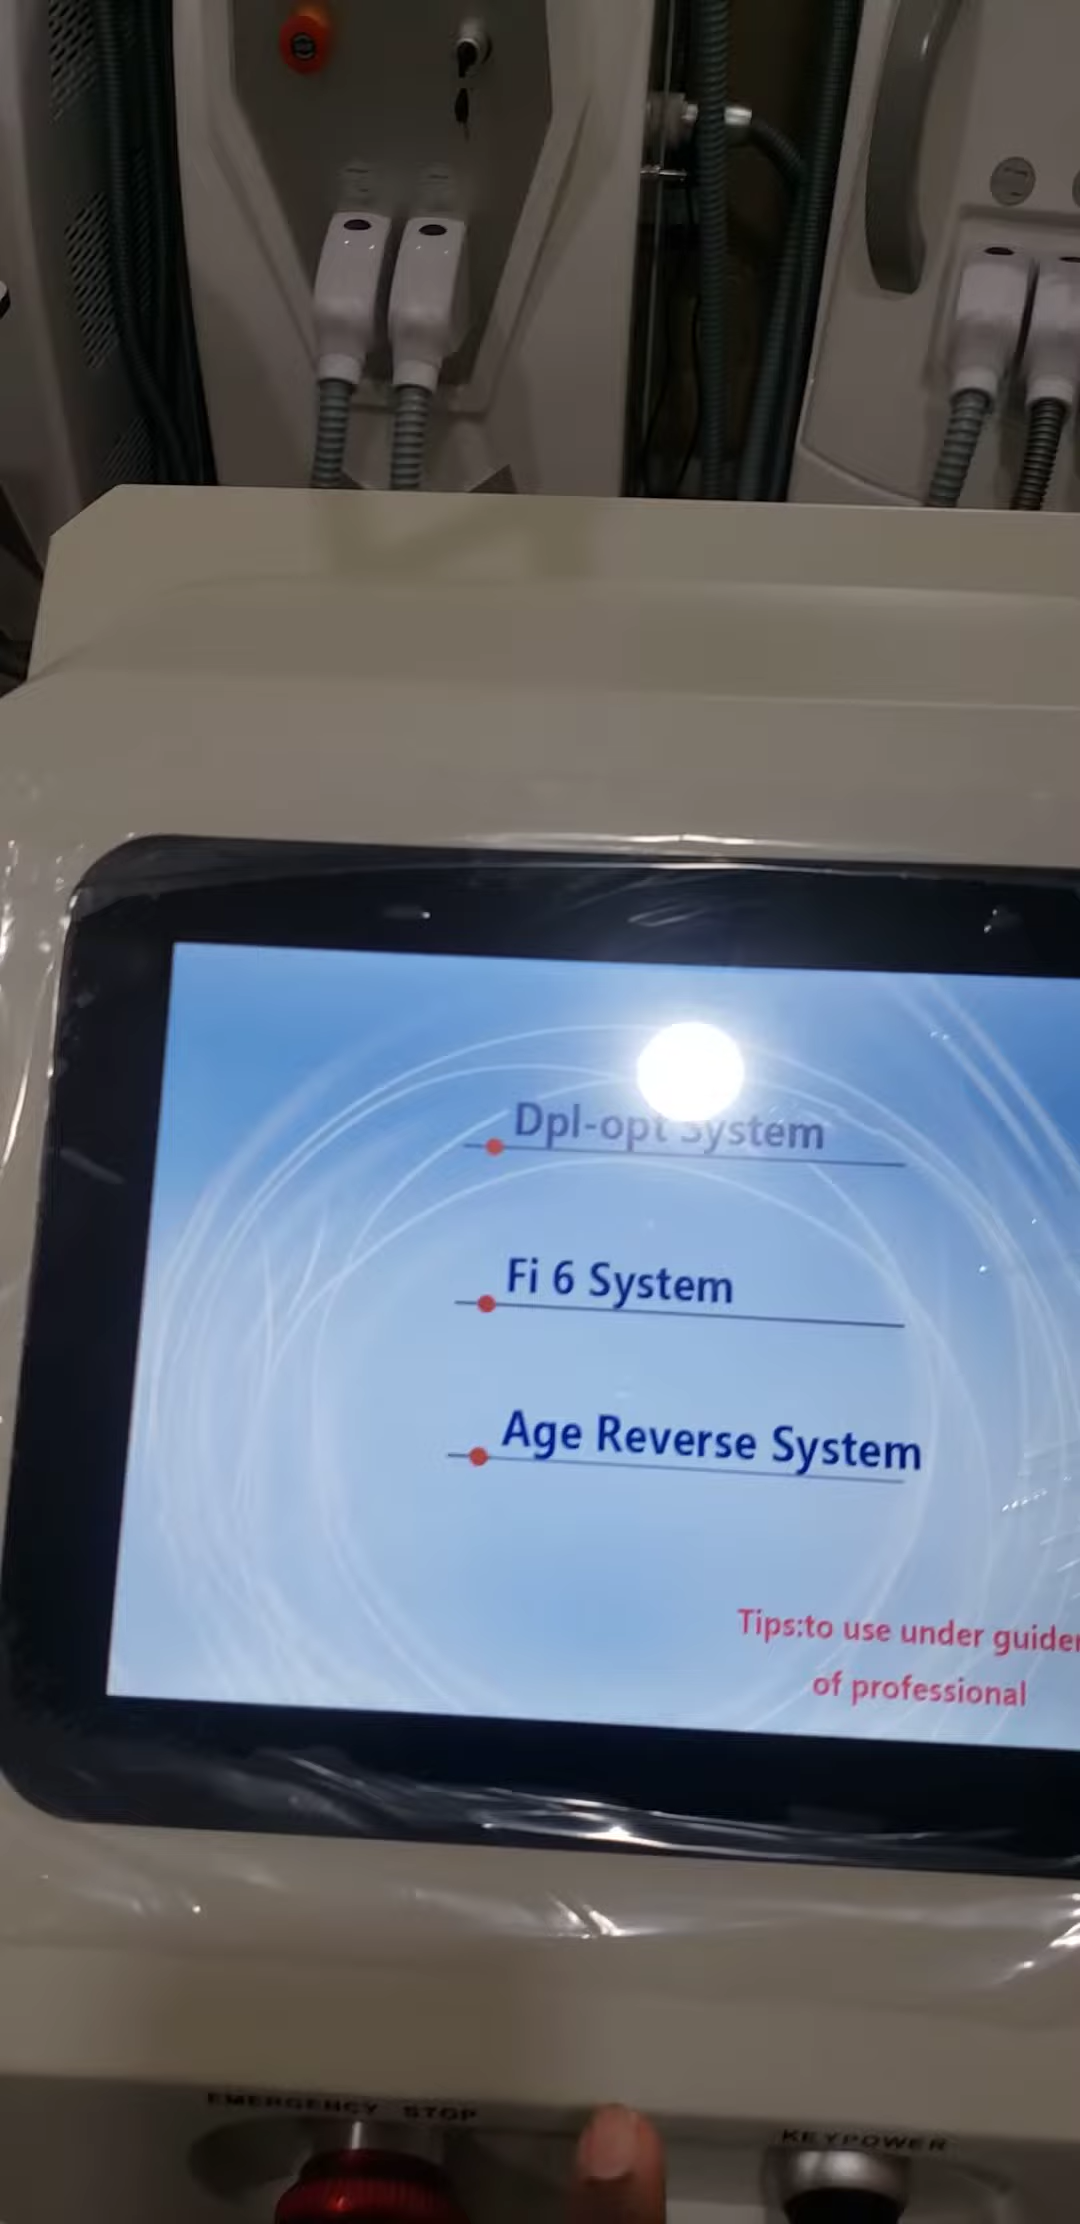 Dpl-opt System
Fi 6 System
Age Reverse System
Tips:to use under guider
of professional
EMERGENCY STOP
KEYPOWER